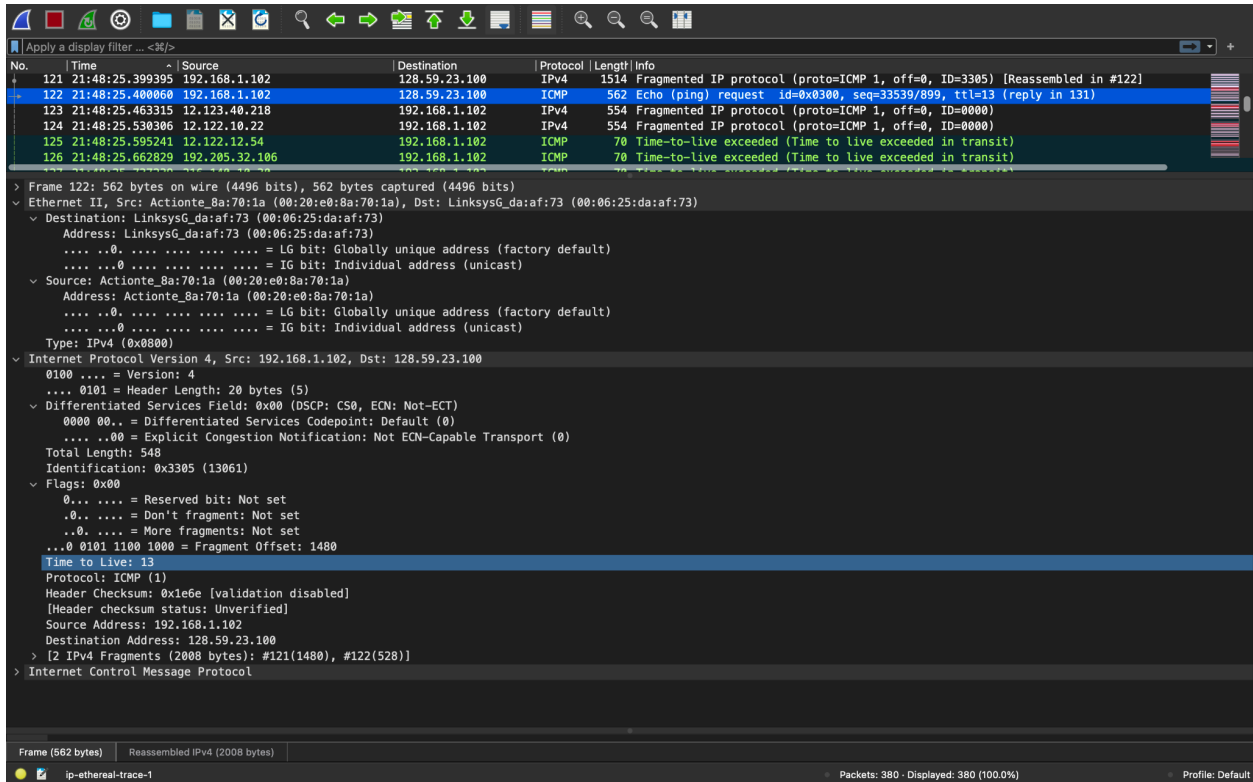 Apply a display filter ... <⌘/>
No. Time Source Destination Protocol Length Info
121 21:48:25.399395 192.168.1.102 128.59.23.100 IPv4 1514 Fragmented IP protocol (proto=ICMP 1, off=0, ID=3305) [Reassembled in #122]
122 21:48:25.400060 192.168.1.102 128.59.23.100 ICMP 562 Echo (ping) request id=0x0300, seq=33539/899, ttl=13 (reply in 131)
123 21:48:25.463315 12.123.40.218 192.168.1.102 IPv4 554 Fragmented IP protocol (proto=ICMP 1, off=0, ID=0000)
124 21:48:25.530306 12.122.10.22 192.168.1.102 IPv4 554 Fragmented IP protocol (proto=ICMP 1, off=0, ID=0000)
125 21:48:25.595241 12.122.12.54 192.168.1.102 ICMP 70 Time-to-live exceeded (Time to live exceeded in transit)
126 21:48:25.662829 192.205.32.106 192.168.1.102 ICMP 70 Time-to-live exceeded (Time to live exceeded in transit)
Frame 122: 562 bytes on wire (4496 bits), 562 bytes captured (4496 bits)
Ethernet II, Src: Actionte_8a:70:1a (00:20:e0:8a:70:1a), Dst: LinksysG_da:af:73 (00:06:25:da:af:73)
Destination: LinksysG_da:af:73 (00:06:25:da:af:73)
Address: LinksysG_da:af:73 (00:06:25:da:af:73)
.... ..0. .... .... .... .... = LG bit: Globally unique address (factory default)
.... ...0 .... .... .... .... = IG bit: Individual address (unicast)
Source: Actionte_8a:70:1a (00:20:e0:8a:70:1a)
Address: Actionte_8a:70:1a (00:20:e0:8a:70:1a)
.... ..0. .... .... .... .... = LG bit: Globally unique address (factory default)
.... ...0 .... .... .... .... = IG bit: Individual address (unicast)
Type: IPv4 (0x0800)
Internet Protocol Version 4, Src: 192.168.1.102, Dst: 128.59.23.100
0100 .... = Version: 4
.... 0101 = Header Length: 20 bytes (5)
Differentiated Services Field: 0x00 (DSCP: CS0, ECN: Not-ECT)
0000 00.. = Differentiated Services Codepoint: Default (0)
.... ..00 = Explicit Congestion Notification: Not ECN-Capable Transport (0)
Total Length: 548
Identification: 0x3305 (13061)
Flags: 0x00
0... .... = Reserved bit: Not set
.0.. .... = Don't fragment: Not set
..0. .... = More fragments: Not set
...0 0101 1100 1000 = Fragment Offset: 1480
Time to Live: 13
Protocol: ICMP (1)
Header Checksum: 0x1e6e [validation disabled]
[Header checksum status: Unverified]
Source Address: 192.168.1.102
Destination Address: 128.59.23.100
[2 IPv4 Fragments (2008 bytes): #121(1480), #122(528)]
Internet Control Message Protocol
Frame (562 bytes) Reassembled IPv4 (2008 bytes)
ip-ethereal-trace-1 Packets: 380 · Displayed: 380 (100.0%) Profile: Default